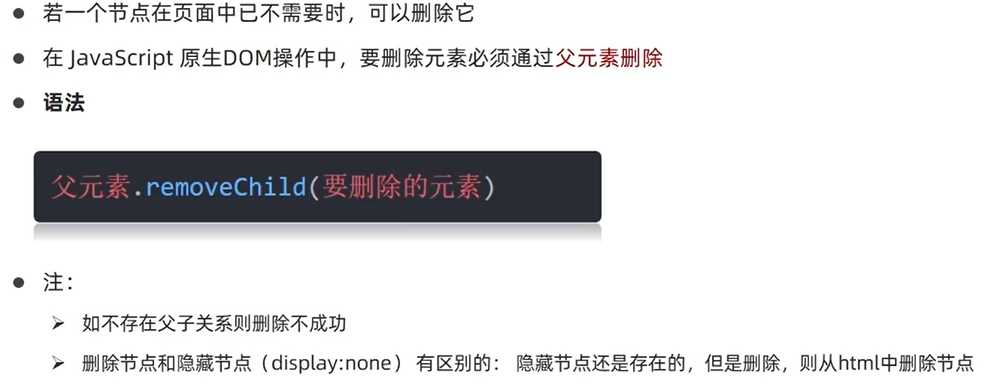 ● 若一个节点在页面中已不需要时，可以删除它
● 在 JavaScript 原生DOM操作中，要删除元素必须通过父元素删除
● 语法
父元素.removeChild(要删除的元素)
● 注：
➢ 如不存在父子关系则删除不成功
➢ 删除节点和隐藏节点（display:none） 有区别的： 隐藏节点还是存在的，但是删除，则从html中删除节点